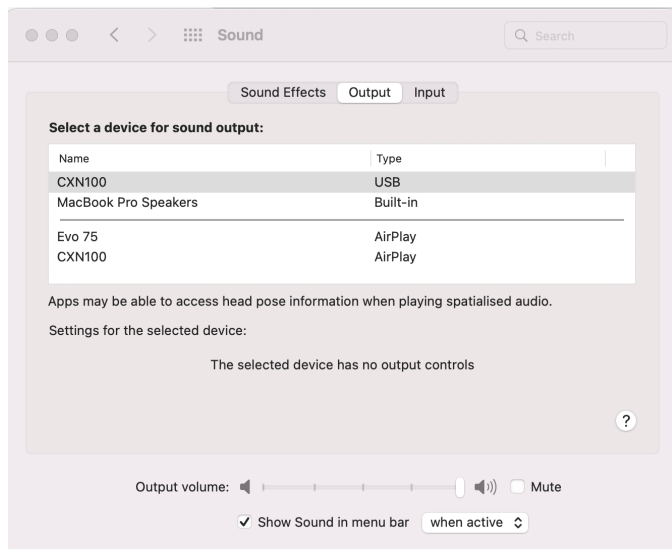 Sound
Search
Sound Effects Output Input
Select a device for sound output:
Name Type
CXN100 USB
MacBook Pro Speakers Built-in
Evo 75 AirPlay
CXN100 AirPlay
Apps may be able to access head pose information when playing spatialised audio.
Settings for the selected device:
The selected device has no output controls
?
Output volume: Mute
Show Sound in menu bar when active